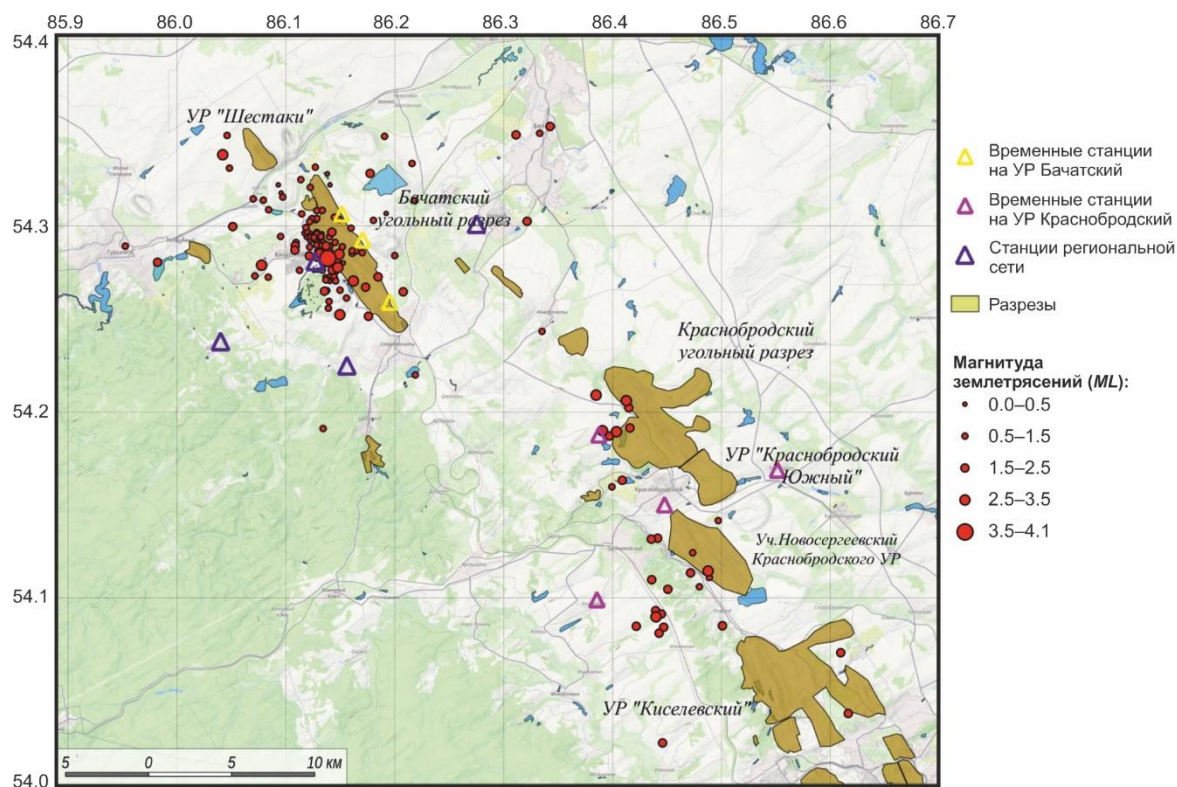 85.9 86.0 86.1 86.2 86.3 86.4 86.5 86.6 86.7
54.4
54.3
54.2
54.1
54.0
УР "Шестаки"
Бачатский
угольный разрез
Краснобродский
угольный разрез
УР "Краснобродский
Южный"
Краснобродский
Уч.Новосергеевский
Краснобродского УР
УР "Киселевский"
5 0 5 10 км
Временные станции
на УР Бачатский
Временные станции
на УР Краснобродский
Станции региональной
сети
Разрезы
Магнитуда
землетрясений (ML):
0.0–0.5
0.5–1.5
1.5–2.5
2.5–3.5
3.5–4.1